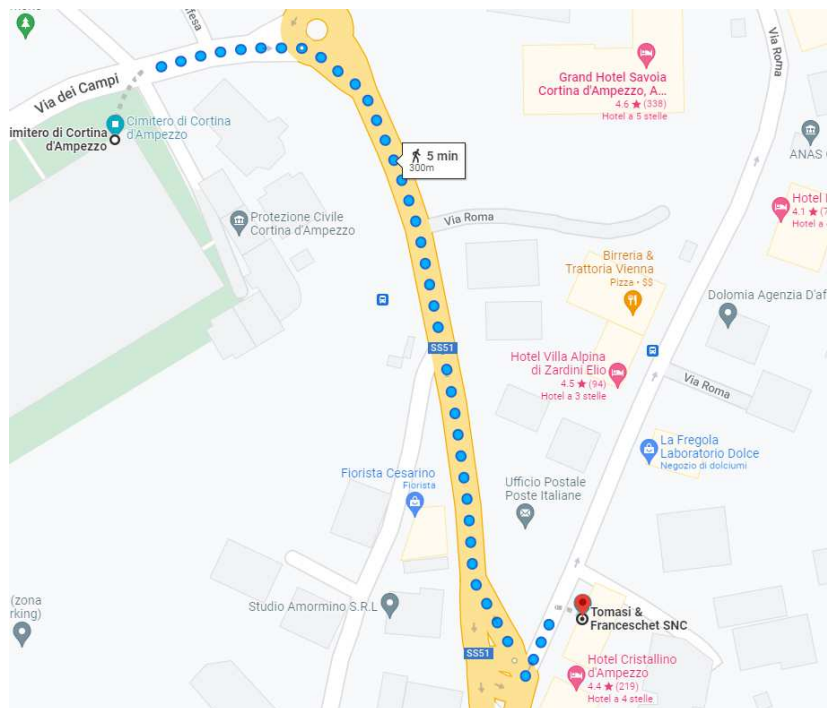 Via dei Campi
imitero di Cortina
d'Ampezzo
Cimitero di Cortina
d'Ampezzo
Protezione Civile
Cortina d'Ampezzo
5 min
300m
Via Roma
Grand Hotel Savoia
Cortina d'Ampezzo, A...
4.6 ★ (338)
Hotel a 5 stelle
Via Roma
ANAS
Hotel
4.1 ★
Hotel a
Birreria &
Trattoria Vienna
Pizza • $$
Dolomia Agenzia D'af
SS51
Hotel Villa Alpina
di Zardini Elio
4.5 ★ (94)
Hotel a 3 stelle
Via Roma
La Fregola
Laboratorio Dolce
Negozio di dolciumi
Fiorista Cesarino
Fiorista
Ufficio Postale
Poste Italiane
(zona
rking)
Studio Amormino S.R.L
Tomasi &
Franceschet SNC
SS51
Hotel Cristallino
d'Ampezzo
4.4 ★ (219)
Hotel a 4 stelle